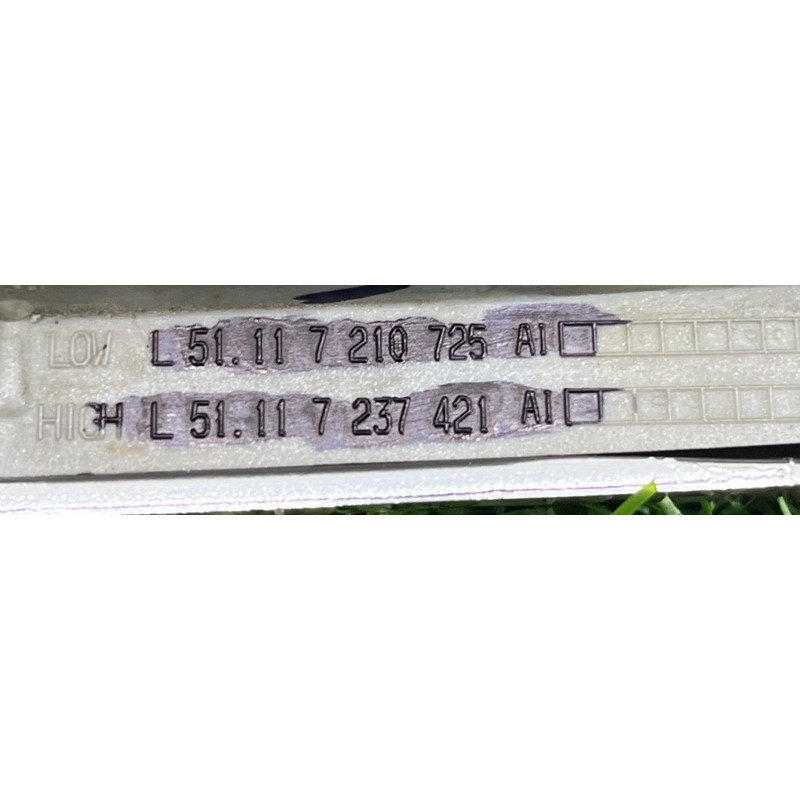 LOW L 51.11 7 210 725 AI
HIGH L 51.11 7 237 421 AI